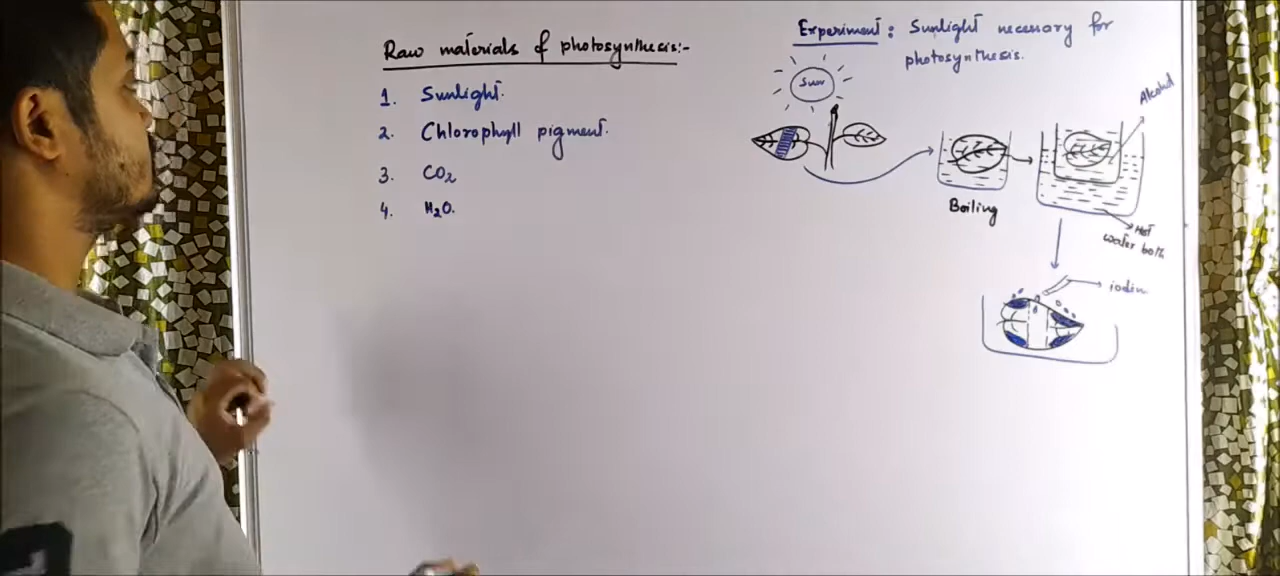 Raw materials of photosynthesis:-
1. Sunlight.
2. Chlorophyll pigment.
3. CO₂
4. H₂O.
Experiment : Sunlight necessary for
photosynthesis.
Sun
Alcohol
Boiling
Hot
water bath
iodin